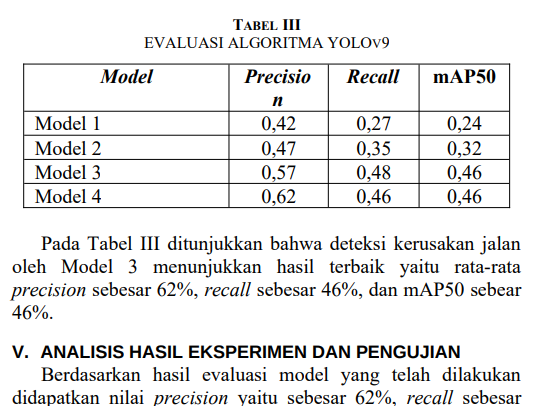 TABEL III
EVALUASI ALGORITMA YOLOV9
Model Precisio Recall mAP50
n
Model 1 0,42 0,27 0,24
Model 2 0,47 0,35 0,32
Model 3 0,57 0,48 0,46
Model 4 0,62 0,46 0,46
Pada Tabel III ditunjukkan bahwa deteksi kerusakan jalan
oleh Model 3 menunjukkan hasil terbaik yaitu rata-rata
precision sebesar 62%, recall sebesar 46%, dan mAP50 sebear
46%.
V. ANALISIS HASIL EKSPERIMEN DAN PENGUJIAN
Berdasarkan hasil evaluasi model yang telah dilakukan
didapatkan nilai precision yaitu sebesar 62%, recall sebesar